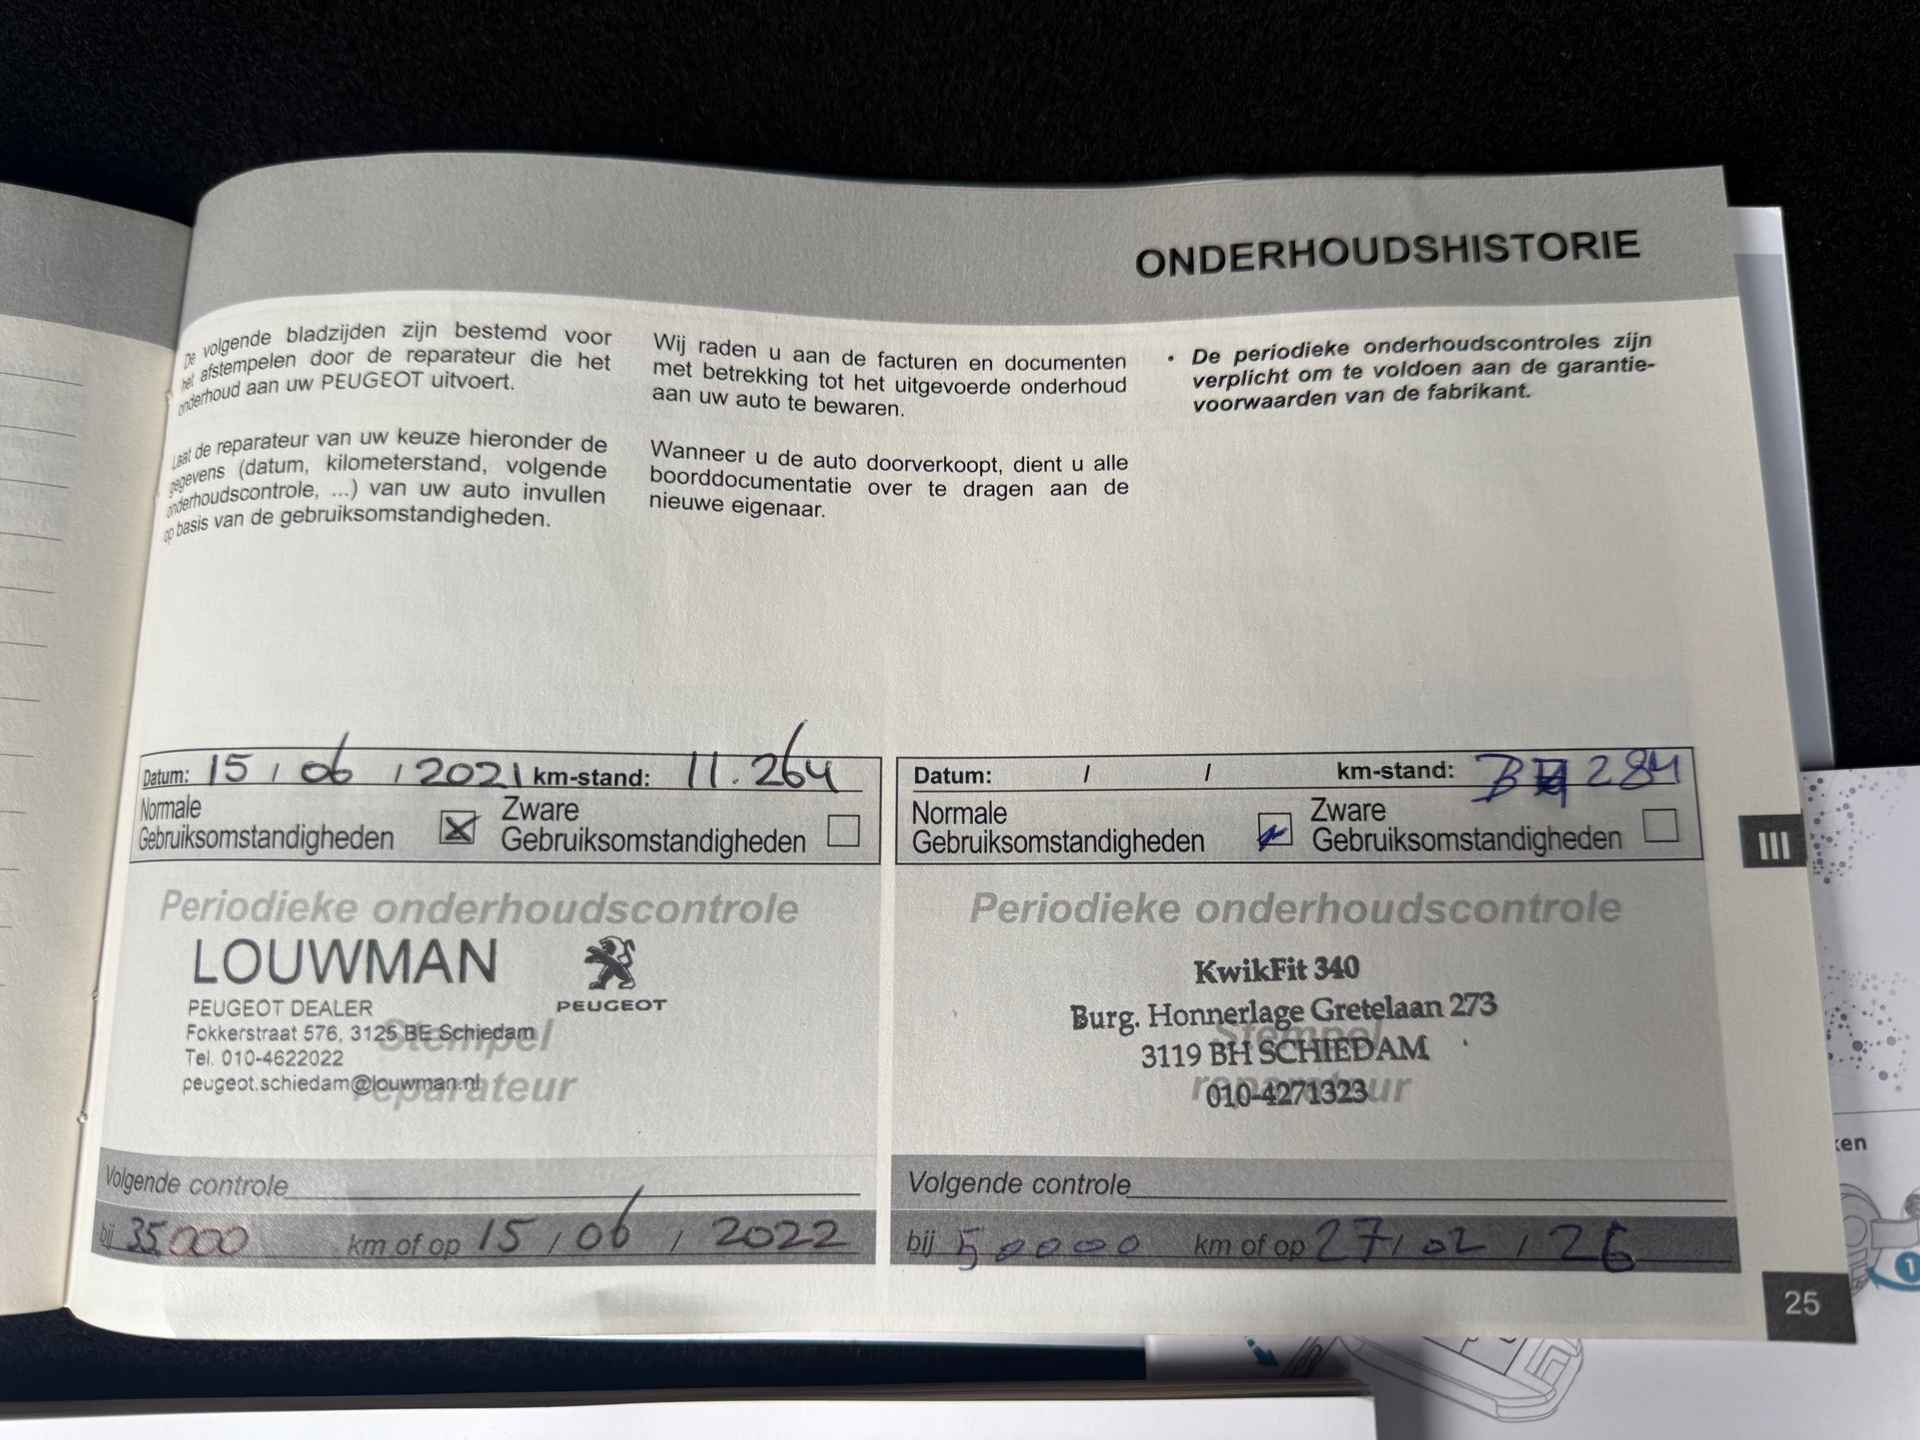 ONDERHOUDSHISTORIE
De volgende bladzijden zijn bestemd voor
het afstempelen door de reparateur die het
onderhoud aan uw PEUGEOT uitvoert.
Laat de reparateur van uw keuze hieronder de
gegevens (datum, kilometerstand, volgende
onderhoudscontrole, ...) van uw auto invullen
op basis van de gebruiksomstandigheden.
Wij raden u aan de facturen en documenten
met betrekking tot het uitgevoerde onderhoud
aan uw auto te bewaren.
Wanneer u de auto doorverkoopt, dient u alle
boorddocumentatie over te dragen aan de
nieuwe eigenaar.
• De periodieke onderhoudscontroles zijn
verplicht om te voldoen aan de garantie-
voorwaarden van de fabrikant.
Datum: 15 / 06 / 2021 km-stand: 11.264
Normale
Gebruiksomstandigheden
Zware
Gebruiksomstandigheden
Periodieke onderhoudscontrole
LOUWMAN
PEUGEOT
PEUGEOT DEALER
Fokkerstraat 576, 3125 BE Schiedam
Tel. 010-4622022
peugeot.schiedam@louwman.nl
Stempel
reparateur
Volgende controle
bij 35000 km of op 15 / 06 / 2022
Datum: / / km-stand: 284
Normale
Gebruiksomstandigheden
Zware
Gebruiksomstandigheden
Periodieke onderhoudscontrole
KwikFit 340
Burg. Honnerlage Gretelaan 273
3119 BH SCHIEDAM
010-4271323
Stempel
reparateur
Volgende controle
bij 50000 km of op 27 / 02 / 26
III
25
ken
1